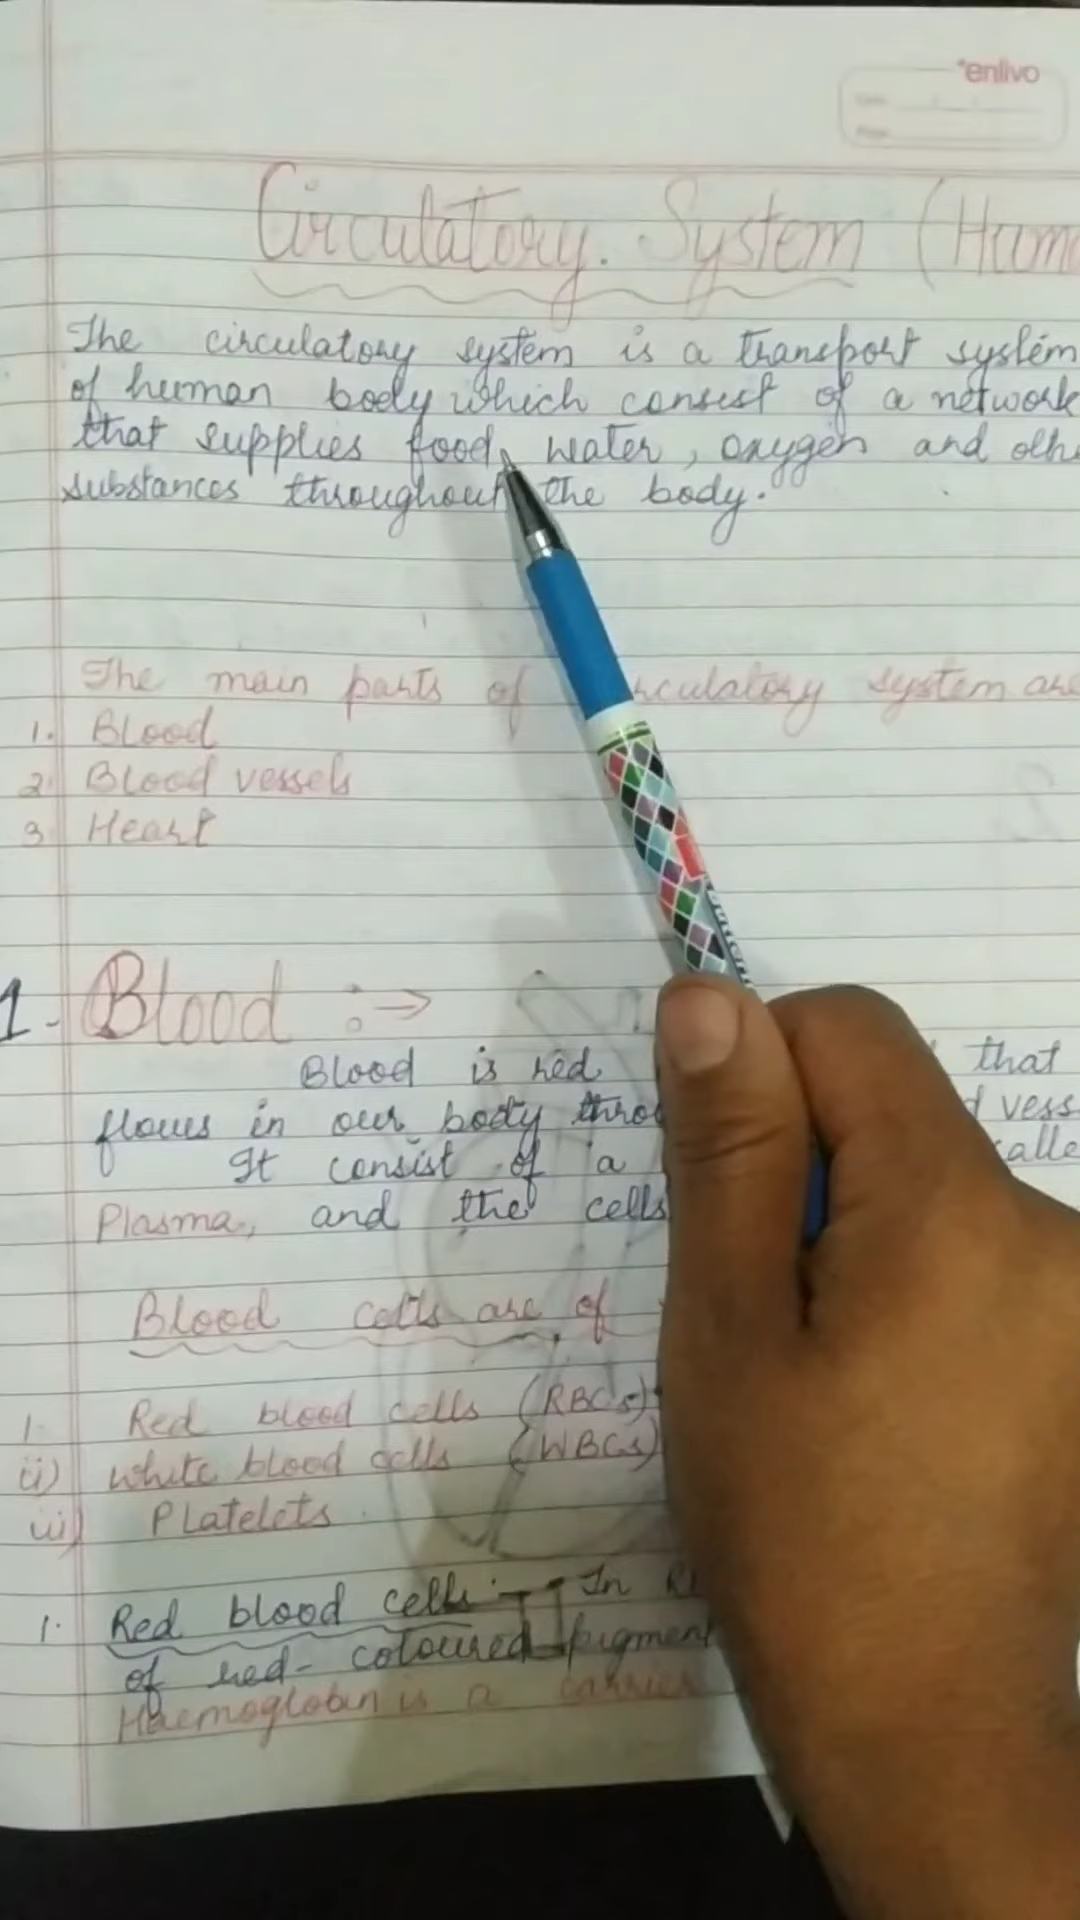 enlivo
Circulatory System (Hum
The circulatory system is a transport system
of human body which consist of a network
that supplies food, water, oxygen and oth
substances throughout the body.
The main parts of rculatory system are
1. Blood
2. Blood vessels
3. Heart
1. Blood :→
Blood is red that
flows in our body thro d vess
It consist of a calle
Plasma, and the cells
Blood cells are of
1. Red blood cells (RBCs)
ii) White blood cells (WBCs)
iii) Platelets
1. Red blood cells :- In R
of red- coloured pigment
Haemoglobin is a carrier